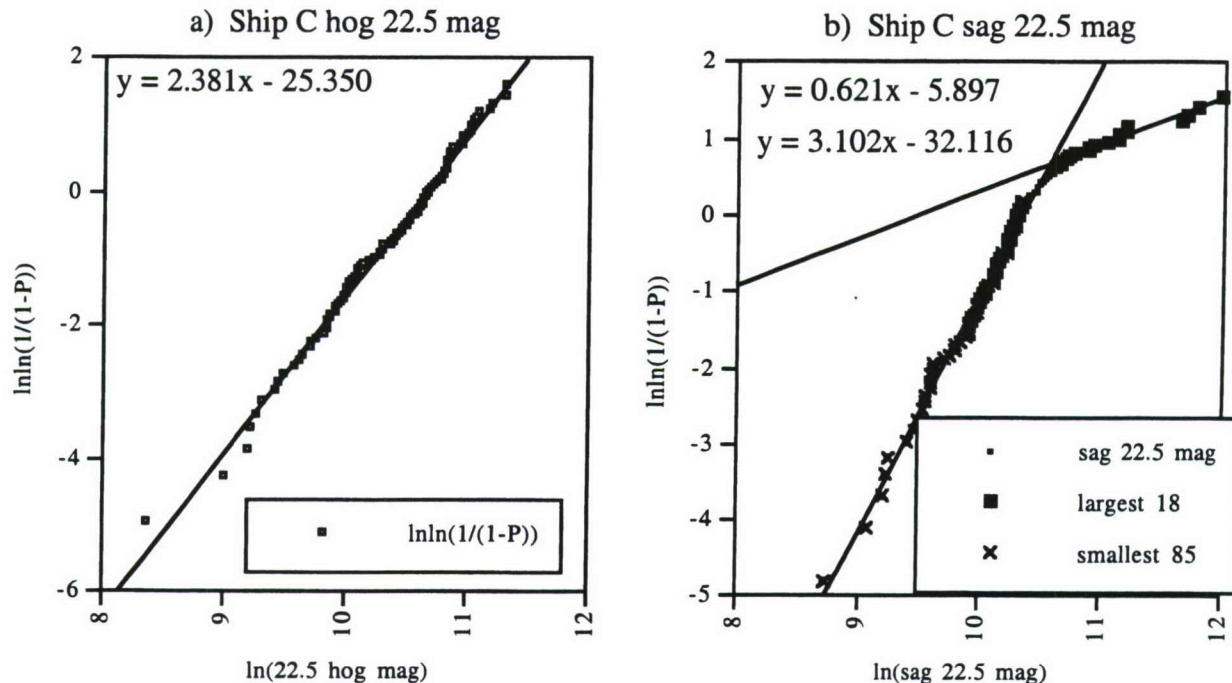 a) Ship C hog 22.5 mag
y = 2.381x - 25.350
2
0
-2
-4
-6
lnln(1/(1-P))
lnln(1/(1-P))
8
9
10
11
12
ln(22.5 hog mag)
b) Ship C sag 22.5 mag
y = 0.621x - 5.897
y = 3.102x - 32.116
2
1
0
-1
-2
-3
-4
-5
lnln(1/(1-P))
sag 22.5 mag
largest 18
smallest 85
8
9
10
11
12
ln(sag 22.5 mag)